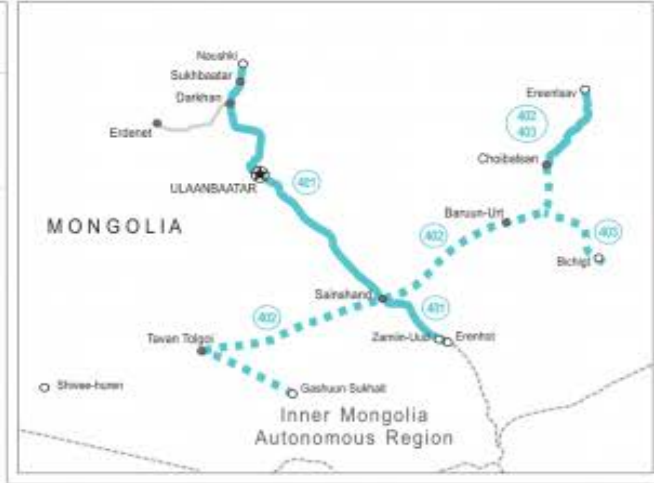 Naushki
Sukhbaatar
Darkhan
Erdenet
ULAANBAATAR
401
MONGOLIA
Ereentsav
402
403
Choibalsan
Baruun-Urt
402
403
Bichigt
Sainshand
402
401
Tavan Tolgoi
Zamin-Uud
Erenhot
Shivee-huren
Gashuun Sukhait
Inner Mongolia
Autonomous Region